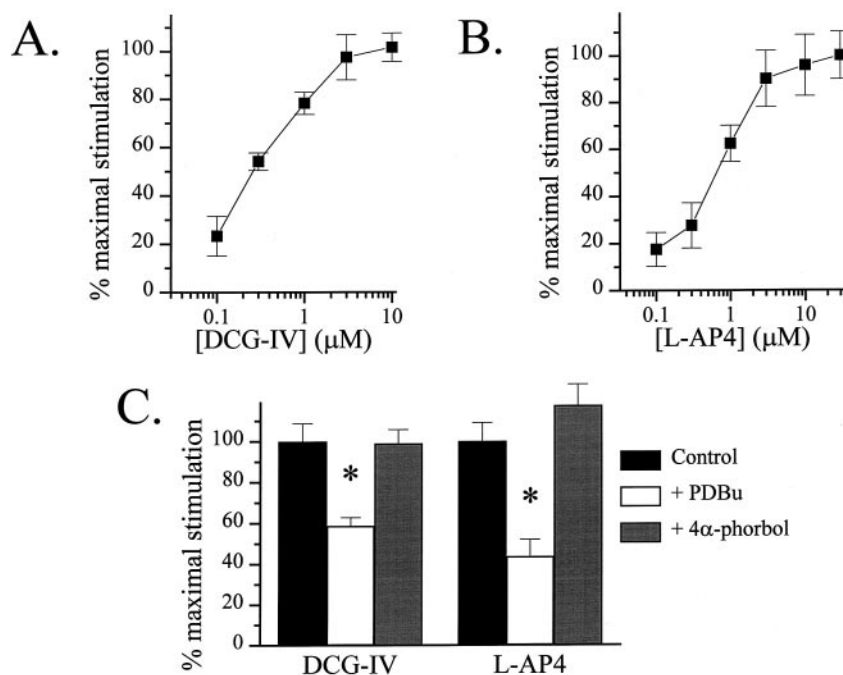 A.
% maximal stimulation
100
80
60
40
20
0
0.1
1
10
[DCG-IV] (μM)
B.
% maximal stimulation
100
80
60
40
20
0
0.1
1
10
[L-AP4] (μM)
C.
% maximal stimulation
100
80
60
40
20
0
*
*
DCG-IV
L-AP4
Control
+ PDBu
+ 4α-phorbol